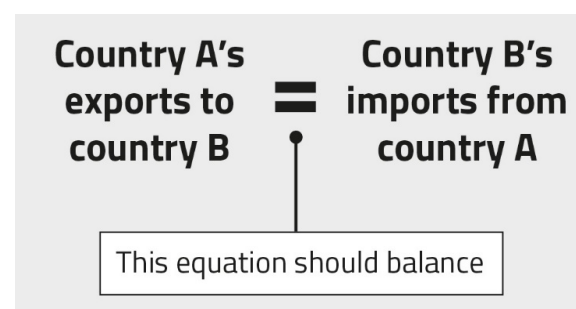 Country A's
exports to
country B
=
Country B's
imports from
country A
This equation should balance